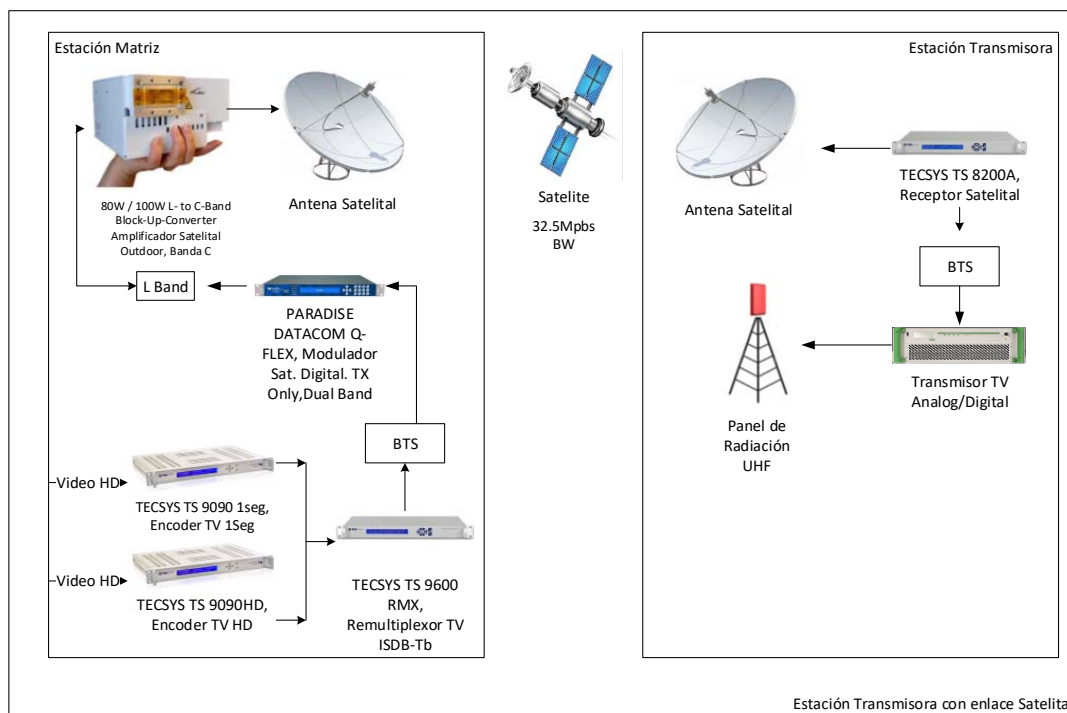 Estación Matriz
80W / 100W L- to C-Band
Block-Up-Converter
Amplificador Satelital
Outdoor, Banda C
Antena Satelital
L Band
PARADISE
DATACOM Q-
FLEX, Modulador
Sat. Digital. TX
Only,Dual Band
BTS
Video HD
TECSYS TS 9090 1seg,
Encoder TV 1Seg
Video HD
TECSYS TS 9090HD,
Encoder TV HD
TECSYS TS 9600
RMX,
Remultiplexor TV
ISDB-Tb
Satelite
32.5Mpbs
BW
Estación Transmisora
Antena Satelital
TECSYS TS 8200A,
Receptor Satelital
BTS
Transmisor TV
Analog/Digital
Panel de
Radiación
UHF
Estación Transmisora con enlace Satelita